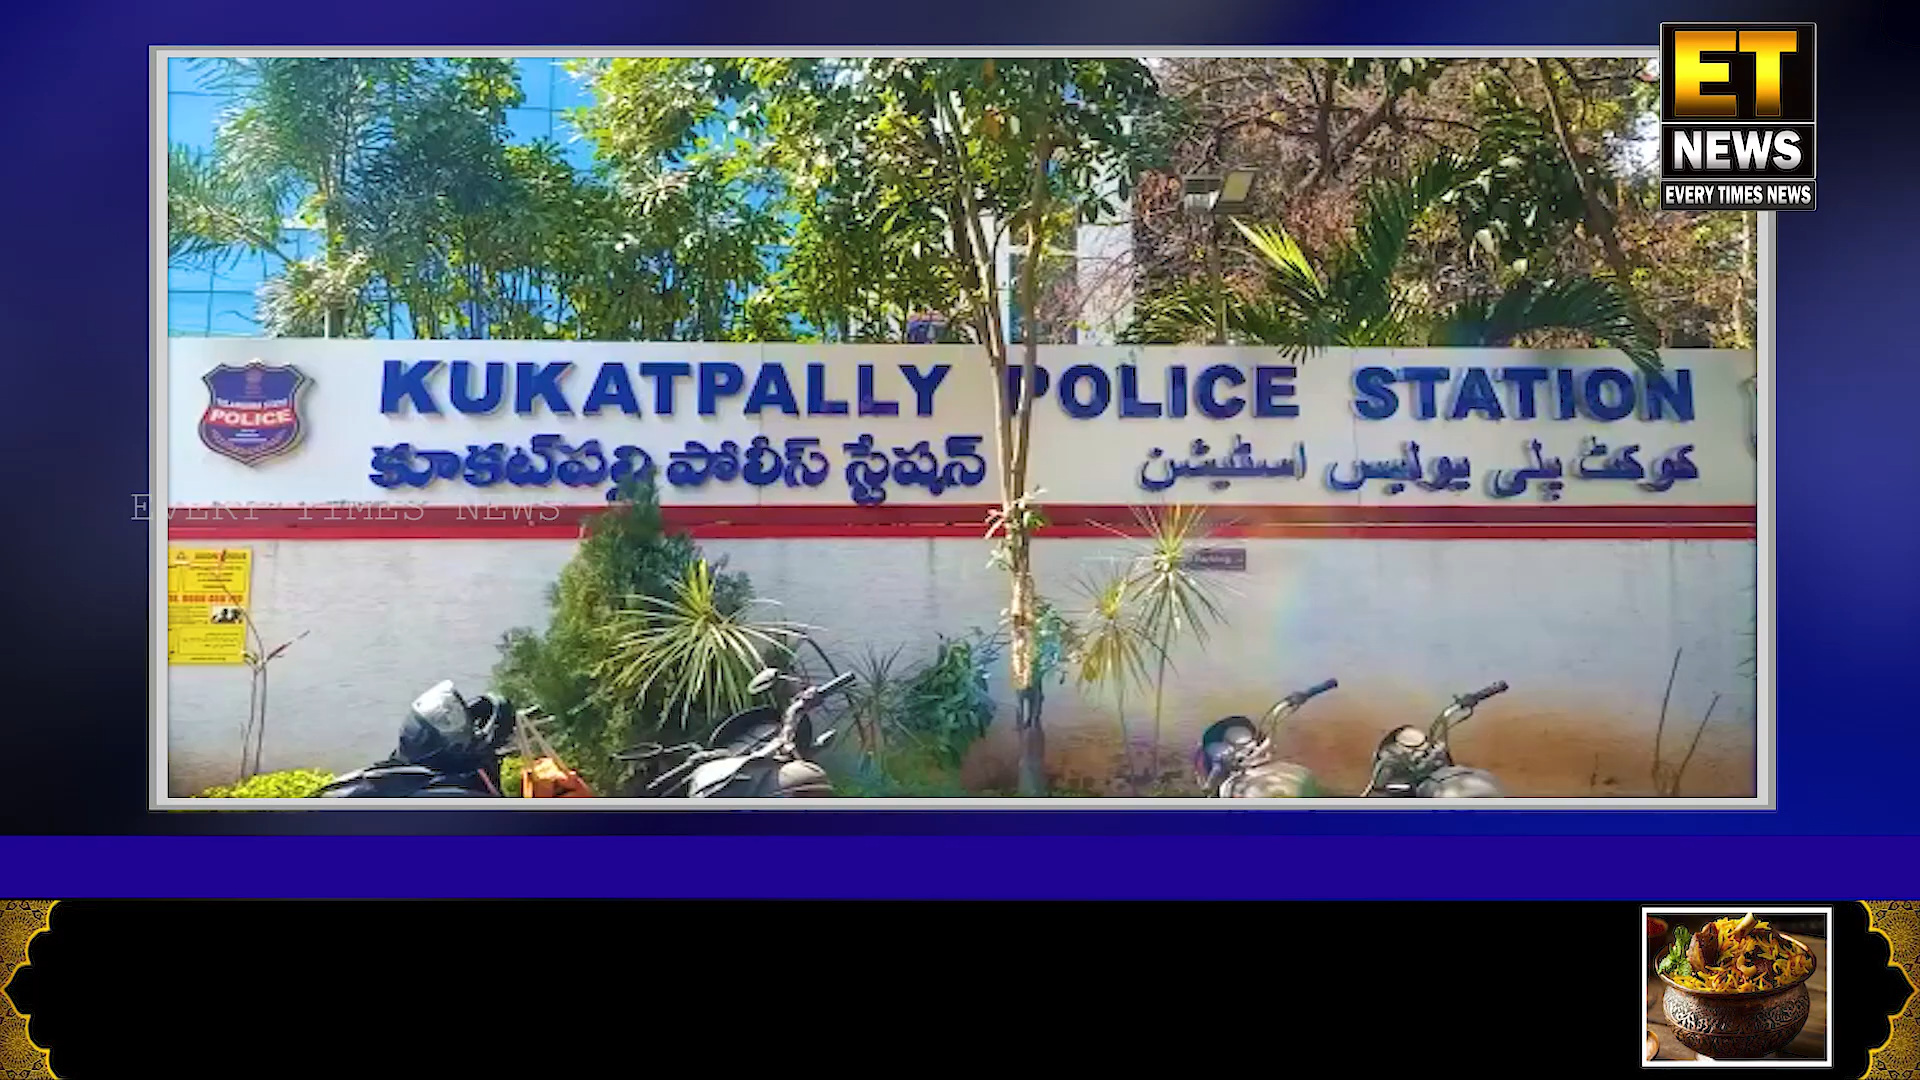 ET
NEWS
EVERY TIMES NEWS
KUKATPALLY POLICE STATION
POLICE
కూకట్‌పల్లి పోలీస్ స్టేషన్
کوکٹ پلی پولیس اسٹیشن
EVERY TIMES NEWS
Parking